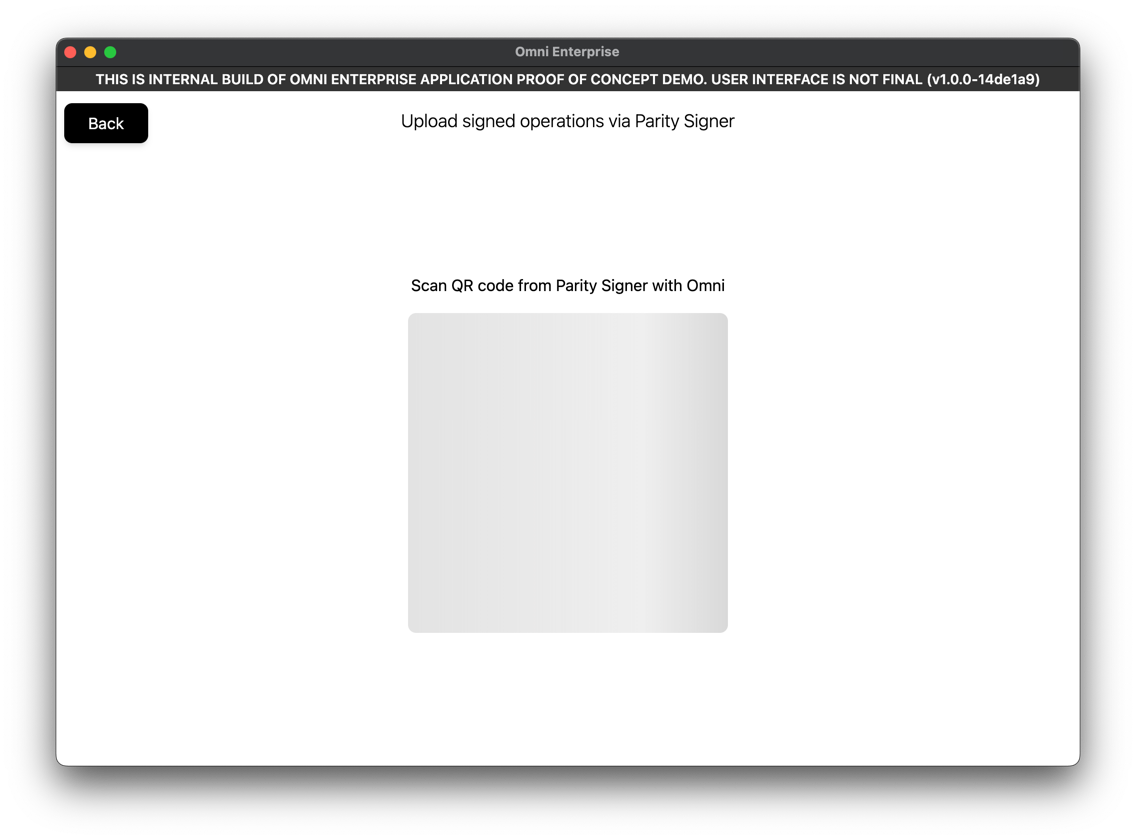 Omni Enterprise
THIS IS INTERNAL BUILD OF OMNI ENTERPRISE APPLICATION PROOF OF CONCEPT DEMO. USER INTERFACE IS NOT FINAL (v1.0.0-14de1a9)
Back
Upload signed operations via Parity Signer
Scan QR code from Parity Signer with Omni